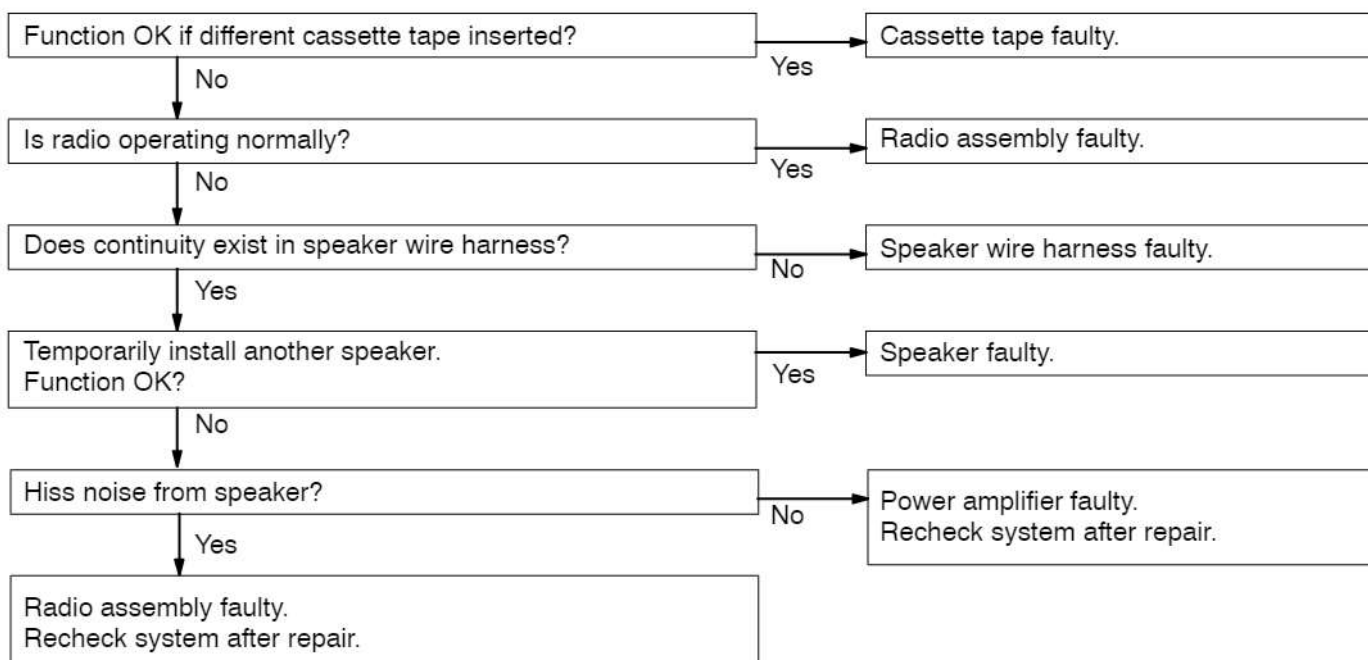 Function OK if different cassette tape inserted?
Yes
Cassette tape faulty.
No
Is radio operating normally?
Yes
Radio assembly faulty.
No
Does continuity exist in speaker wire harness?
No
Speaker wire harness faulty.
Yes
Temporarily install another speaker.
Function OK?
Yes
Speaker faulty.
No
Hiss noise from speaker?
No
Power amplifier faulty.
Recheck system after repair.
Yes
Radio assembly faulty.
Recheck system after repair.